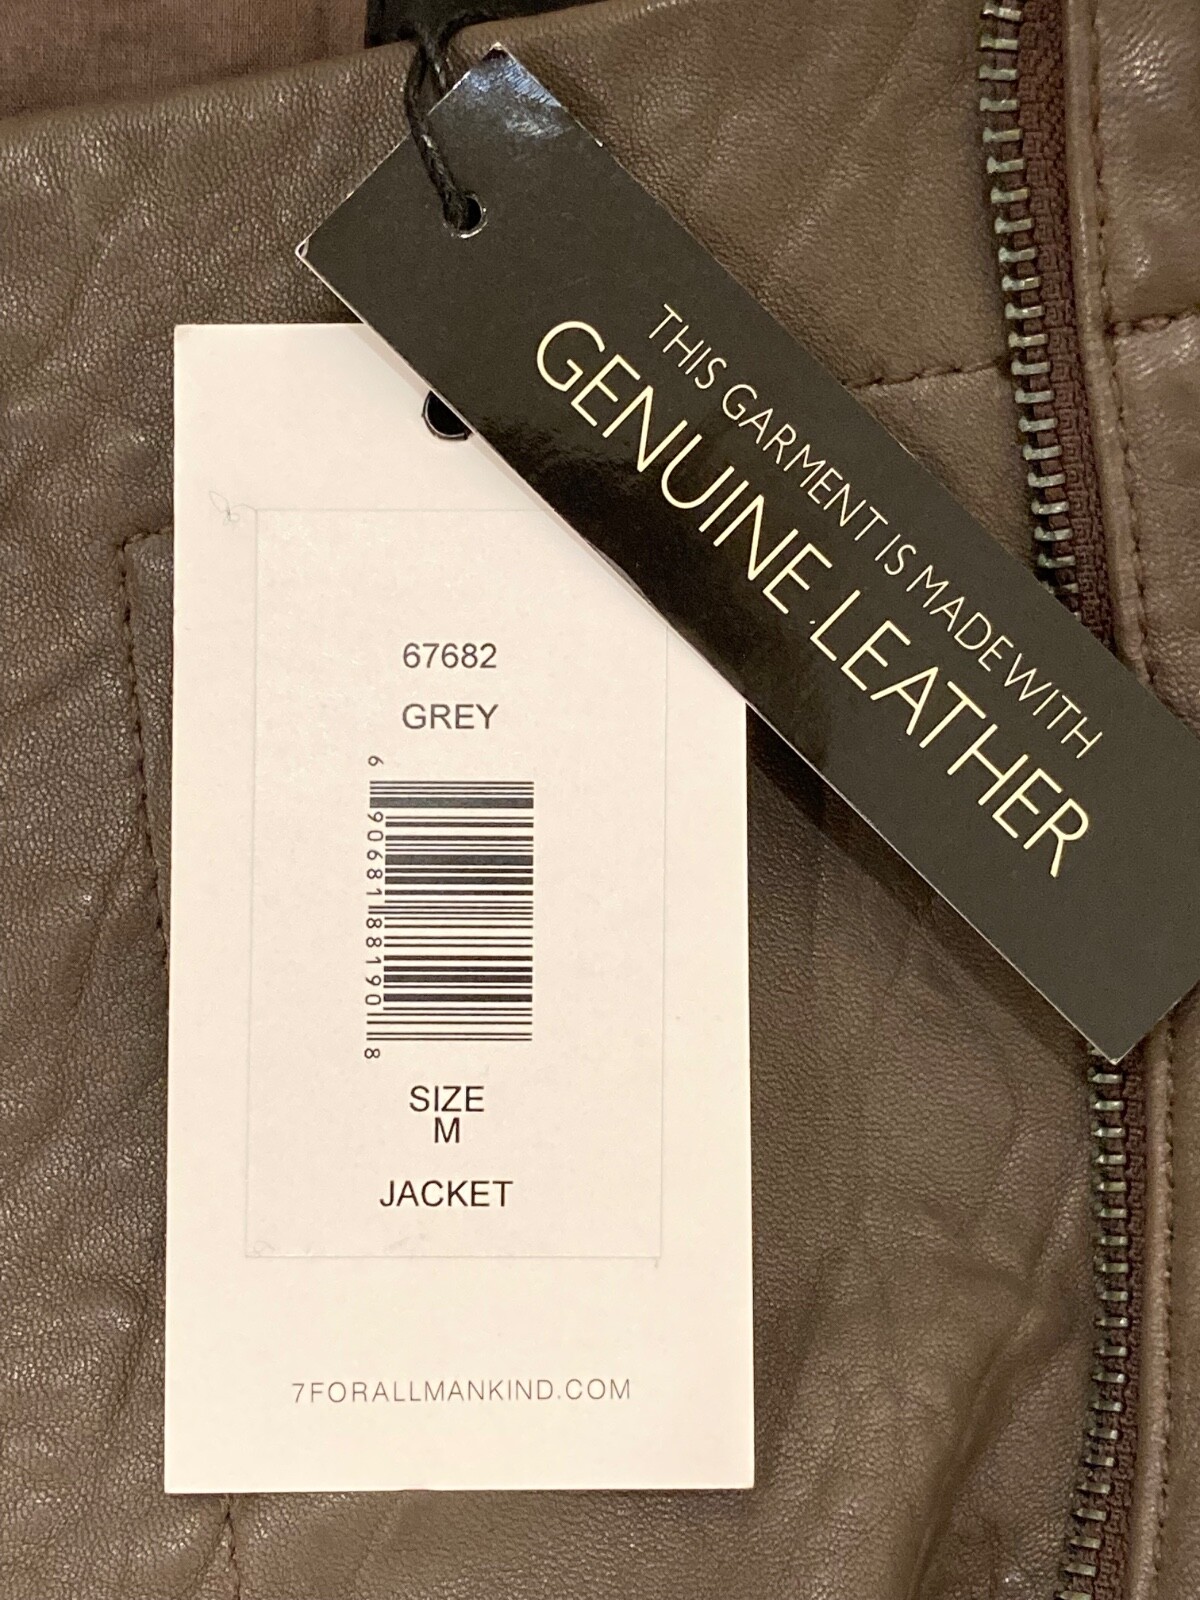 THIS GARMENT IS MADE WITH
GENUINE LEATHER
67682
GREY
6 90681 88190 8
SIZE
M
JACKET
7FORALLMANKIND.COM